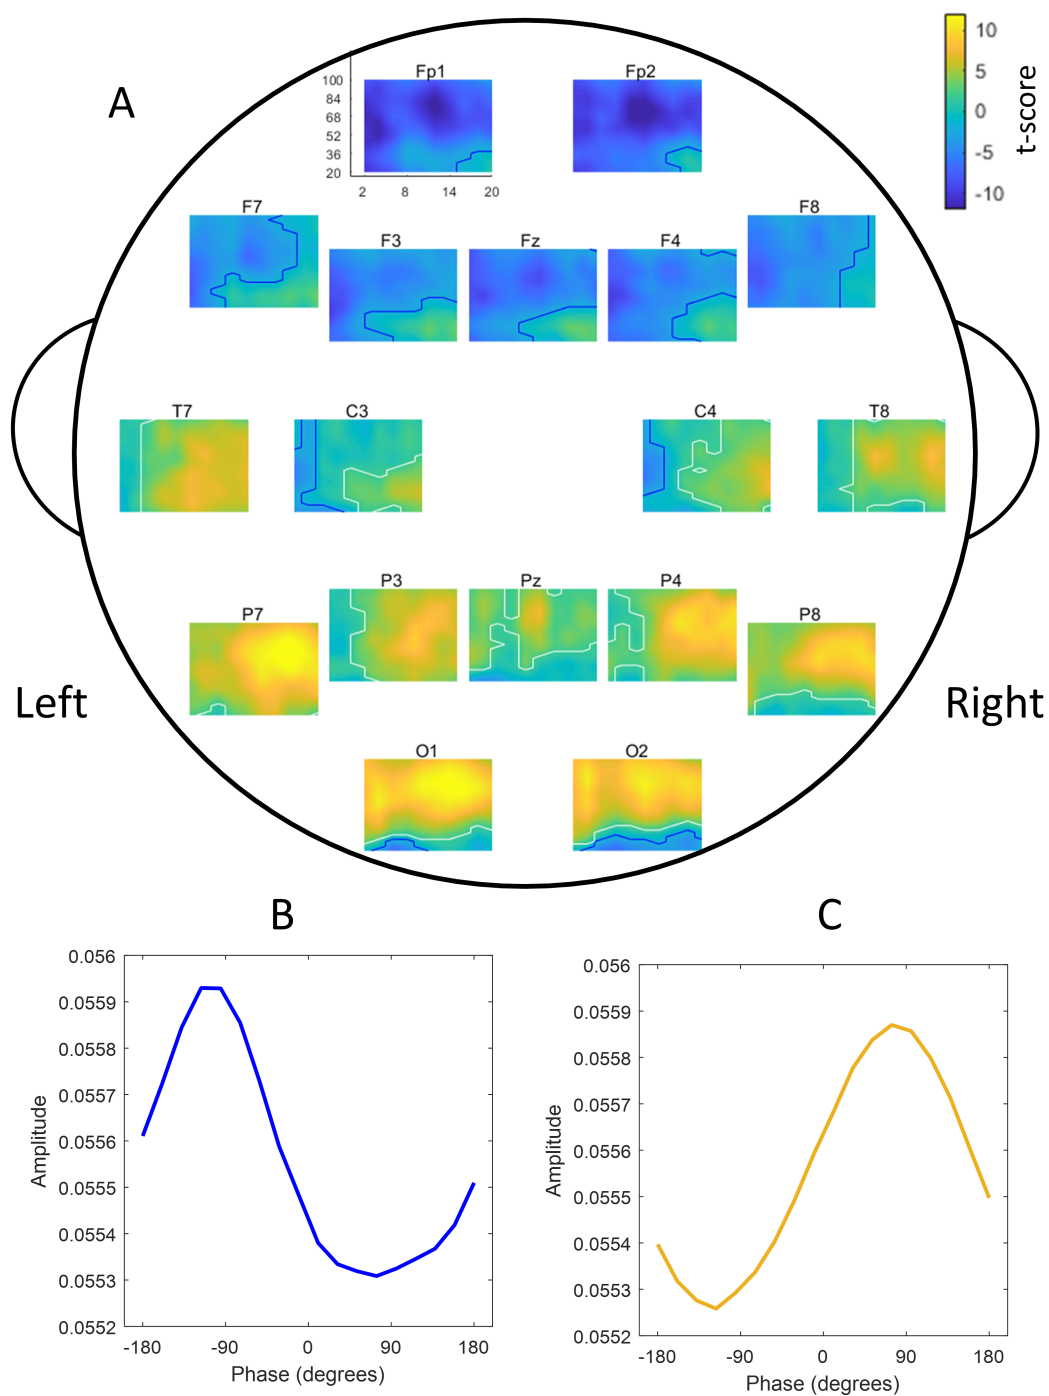 A
Fp1
Fp2
100
84
68
52
36
20
2
8
14
20
10
5
0
-5
-10
t-score
F7
F3
Fz
F4
F8
T7
C3
C4
T8
P7
P3
Pz
P4
P8
Left
Right
O1
O2
B
0.056
0.0559
0.0558
0.0557
0.0556
0.0555
0.0554
0.0553
0.0552
Amplitude
-180
-90
0
90
180
Phase (degrees)
C
0.056
0.0559
0.0558
0.0557
0.0556
0.0555
0.0554
0.0553
0.0552
Amplitude
-180
-90
0
90
180
Phase (degrees)